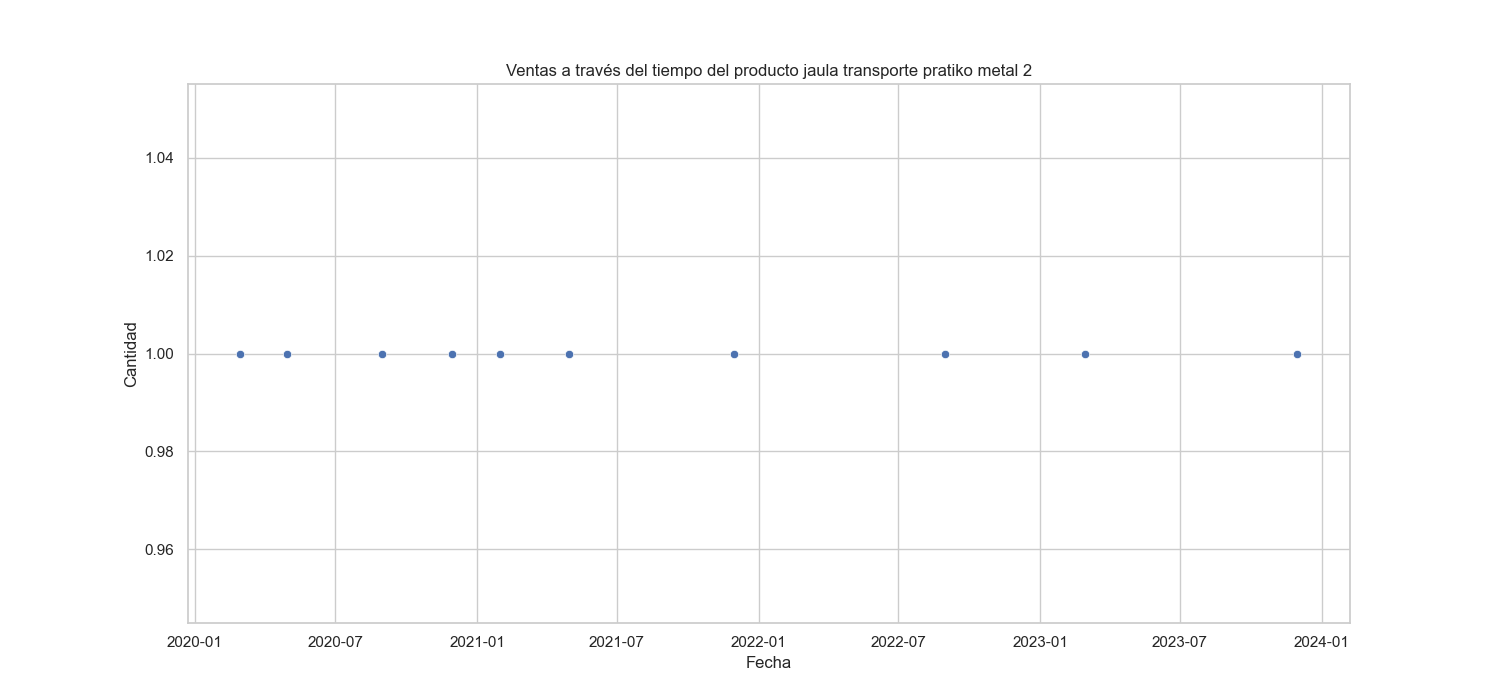 Ventas a través del tiempo del producto jaula transporte pratiko metal 2
1.04
1.02
1.00
0.98
0.96
Cantidad
2020-01 2020-07 2021-01 2021-07 2022-01 2022-07 2023-01 2023-07 2024-01
Fecha